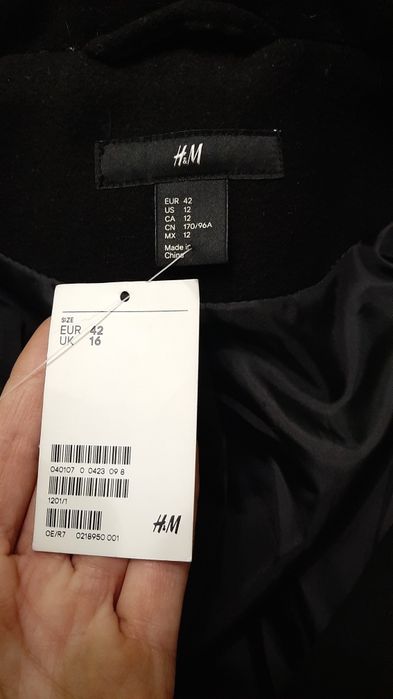 H&M
EUR 42
US 12
CA 12
CN 170/96A
MX 12
Made in
China
SIZE
EUR 42
UK 16
040107 0 0423 09 8
1201/1
OE/R7 0218950 001
H&M